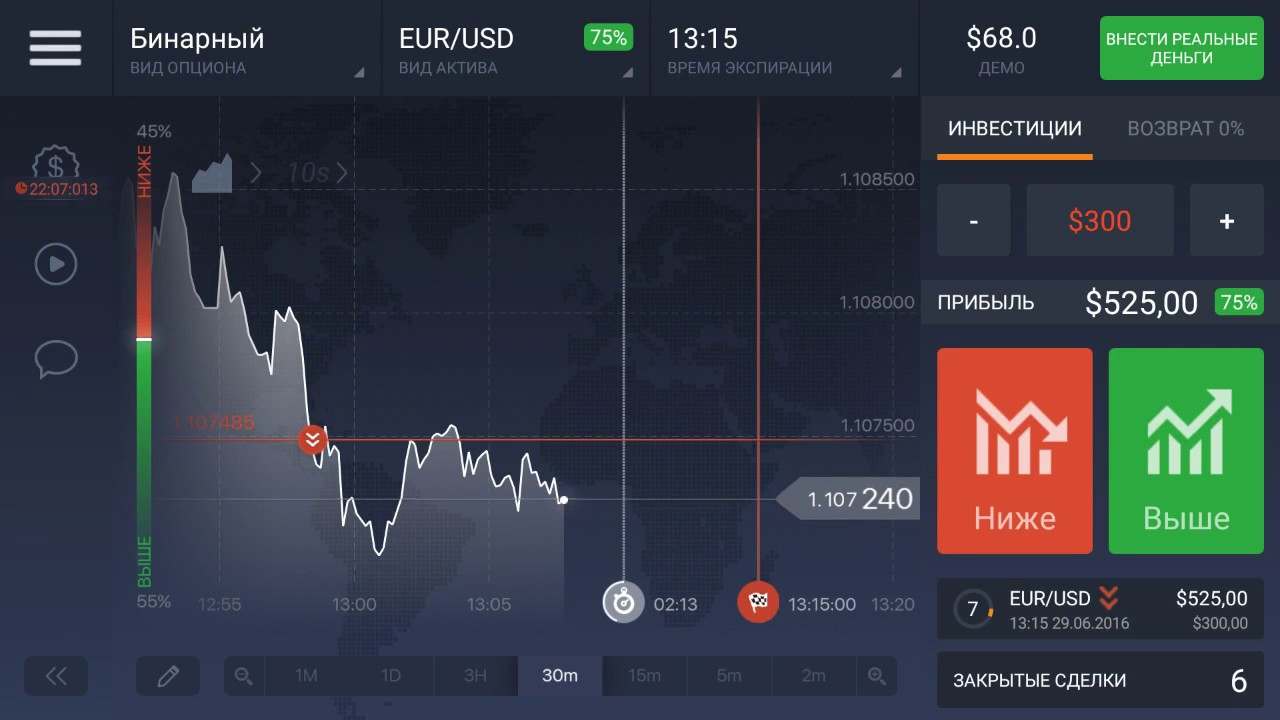 Бинарный
ВИД ОПЦИОНА
EUR/USD
75%
ВИД АКТИВА
13:15
ВРЕМЯ ЭКСПИРАЦИИ
$68.0
ДЕМО
ВНЕСТИ РЕАЛЬНЫЕ
ДЕНЬГИ
ИНВЕСТИЦИИ
ВОЗВРАТ 0%
-
$300
+
ПРИБЫЛЬ
$525,00
75%
Ниже
Выше
7
EUR/USD
$525,00
13:15 29.06.2016
$300,00
ЗАКРЫТЫЕ СДЕЛКИ
6
$
22:07:013
45%
НИЖЕ
10s
1.108500
1.108000
1.107485
1.107500
1.107 240
ВЫШЕ
55%
12:55
13:00
13:05
02:13
13:15:00
13:20
1M
1D
3H
30m
15m
5m
2m